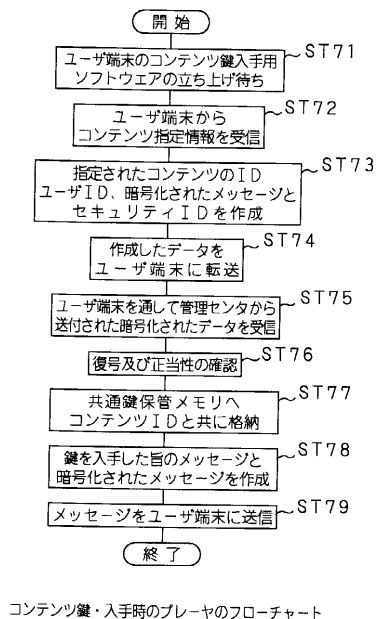 開始
ST71
ユーザ端末のコンテンツ鍵入手用
ソフトウェアの立ち上げ待ち
ST72
ユーザ端末から
コンテンツ指定情報を受信
ST73
指定されたコンテンツのID
ユーザID、暗号化されたメッセージと
セキュリティIDを作成
ST74
作成したデータを
ユーザ端末に転送
ST75
ユーザ端末を通して管理センタから
送付された暗号化されたデータを受信
ST76
復号及び正当性の確認
ST77
共通鍵保管メモリへ
コンテンツIDと共に格納
ST78
鍵を入手した旨のメッセージと
暗号化されたメッセージを作成
ST79
メッセージをユーザ端末に送信
終了
コンテンツ鍵・入手時のプレーヤのフローチャート